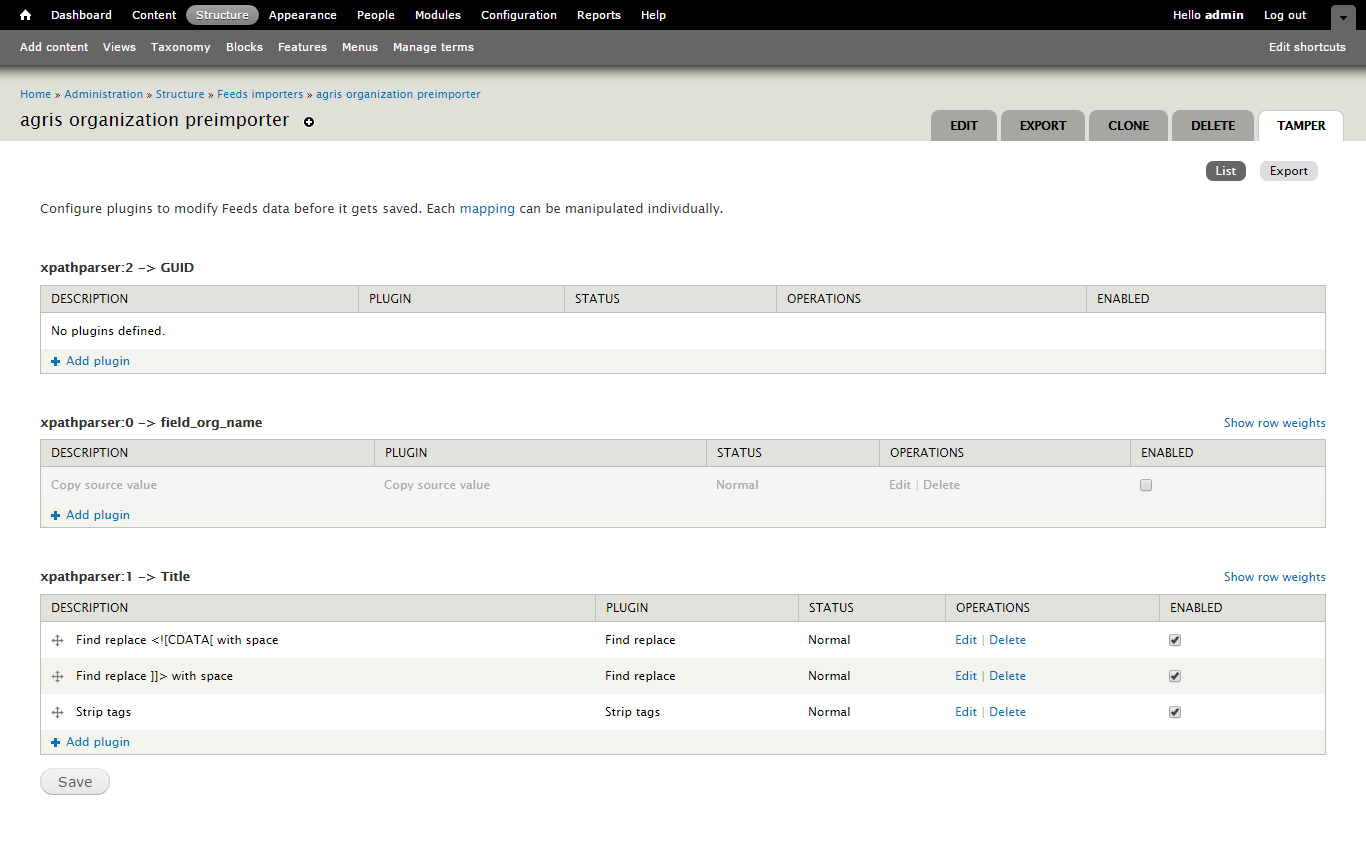 Dashboard Content Structure Appearance People Modules Configuration Reports Help Hello admin Log out
Add content Views Taxonomy Blocks Features Menus Manage terms Edit shortcuts
Home » Administration » Structure » Feeds importers » agris organization preimporter
agris organization preimporter
EDIT EXPORT CLONE DELETE TAMPER
List Export
Configure plugins to modify Feeds data before it gets saved. Each mapping can be manipulated individually.
xpathparser:2 -> GUID
DESCRIPTION PLUGIN STATUS OPERATIONS ENABLED
No plugins defined.
Add plugin
xpathparser:0 -> field_org_name Show row weights
DESCRIPTION PLUGIN STATUS OPERATIONS ENABLED
Copy source value Copy source value Normal Edit | Delete
Add plugin
xpathparser:1 -> Title Show row weights
DESCRIPTION PLUGIN STATUS OPERATIONS ENABLED
Find replace <![CDATA[ with space Find replace Normal Edit | Delete
Find replace ]]> with space Find replace Normal Edit | Delete
Strip tags Strip tags Normal Edit | Delete
Add plugin
Save